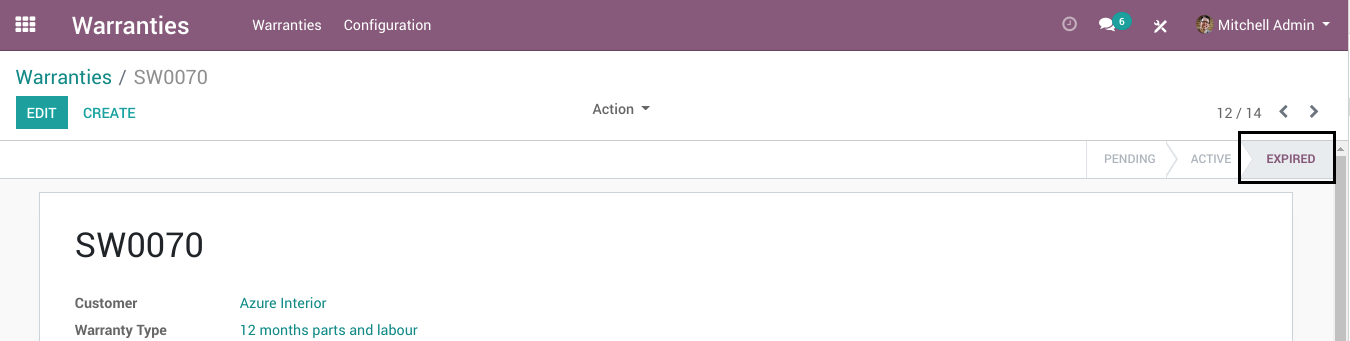 Warranties Warranties Configuration 6 Mitchell Admin
Warranties / SW0070
EDIT CREATE Action 12 / 14
PENDING ACTIVE EXPIRED
SW0070
Customer Azure Interior
Warranty Type 12 months parts and labour